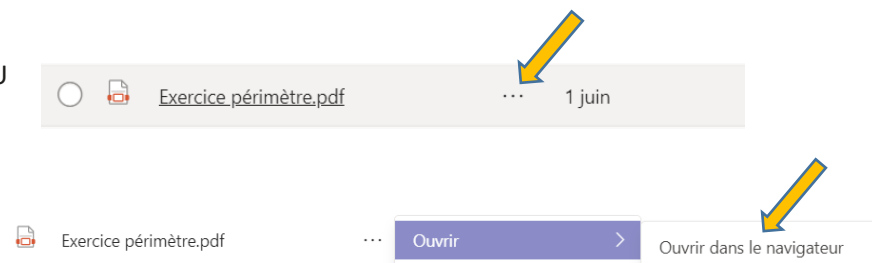 U
Exercice périmètre.pdf ... 1 juin
Exercice périmètre.pdf ... Ouvrir > Ouvrir dans le navigateur